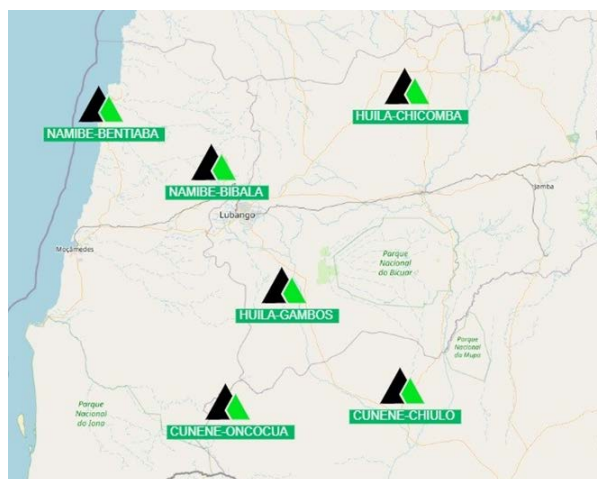 HUILA-CHICOMBA
NAMIBE-BENTIABA
NAMIBE-BIBALA
Jamba
Lubango
Moçâmedes
Parque
Nacional
do Bicuar
HUILA-GAMBOS
Parque
Nacional
da Mupa
Parque
Nacional
do Iona
CUNENE-CHIULO
CUNENE-ONCOCUA